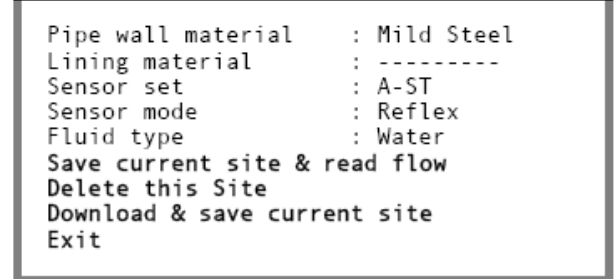 Pipe wall material : Mild Steel
Lining material : ---------
Sensor set : A-ST
Sensor mode : Reflex
Fluid type : Water
Save current site & read flow
Delete this Site
Download & save current site
Exit